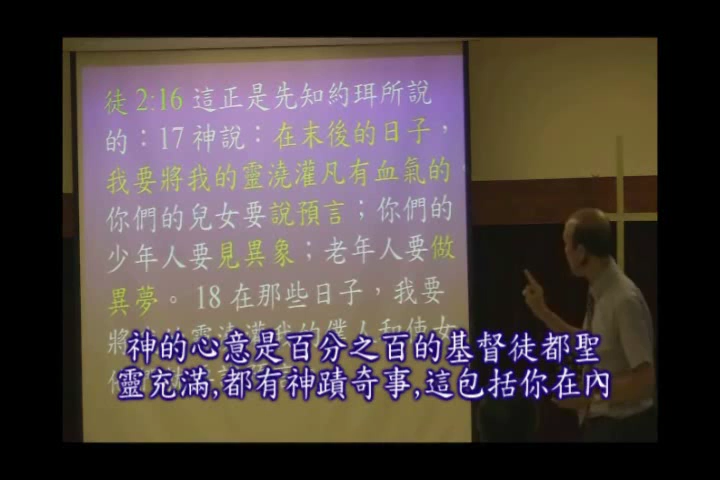 徒 2:16 這正是先知約珥所說
的：17 神說：在末後的日子，
我要將我的靈澆灌凡有血氣的
你們的兒女要說預言；你們的
少年人要見異象；老年人要做
異夢。 18 在那些日子，我要
神的心意是百分之百的基督徒都聖
靈充滿,都有神蹟奇事,這包括你在內